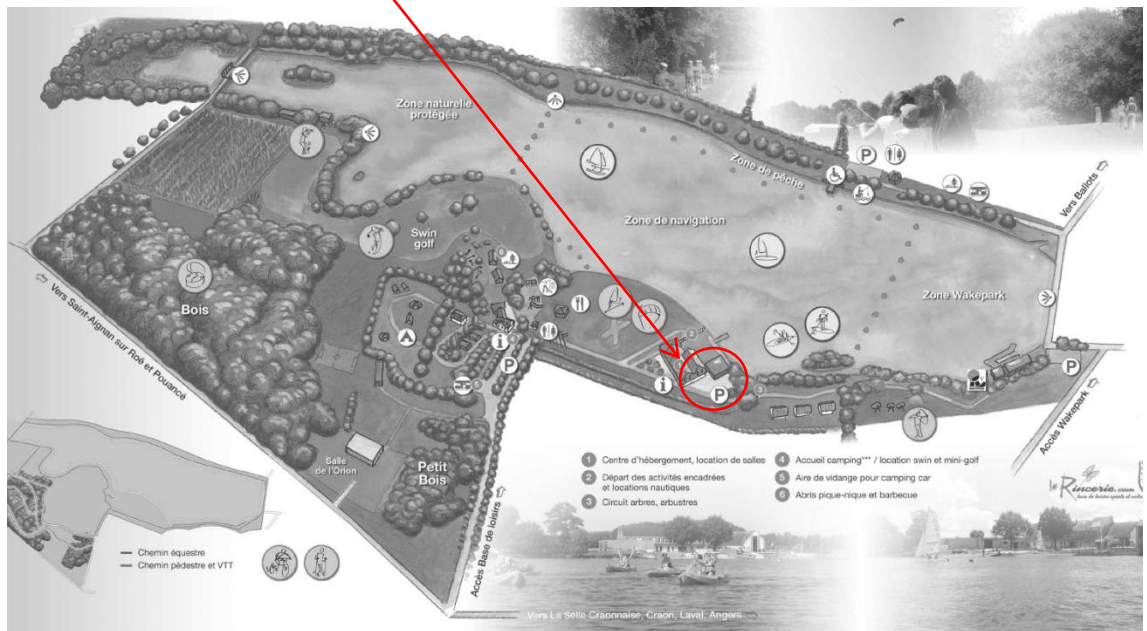 Zone naturelle
protégée
Zone de pêche
P
Vers Ballots
Swin
golf
Zone de navigation
Bois
Zone Wakepark
Vers Saint-Aignan sur Roë et Pouancé
i
P
i
P
P
Accès Wakepark
Salle
de l'Orion
Petit
Bois
Accès Base de loisirs
1 Centre d'hébergement, location de salles
2 Départ des activités encadrées
et locations nautiques
3 Circuit arbres, arbustres
4 Accueil camping*** / location swin et mini-golf
5 Aire de vidange pour camping car
6 Abris pique-nique et barbecue
la Rincerie.com
Chemin équestre
Chemin pédestre et VTT
Vers La Selle Craonnaise, Craon, Laval, Angers